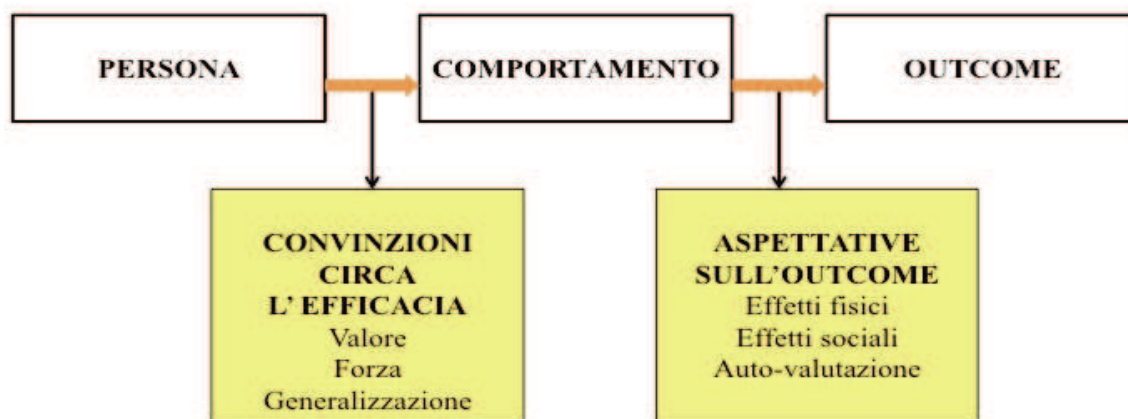 PERSONA
COMPORTAMENTO
OUTCOME
CONVINZIONI
CIRCA
L’ EFFICACIA
Valore
Forza
Generalizzazione
ASPETTATIVE
SULL’OUTCOME
Effetti fisici
Effetti sociali
Auto-valutazione